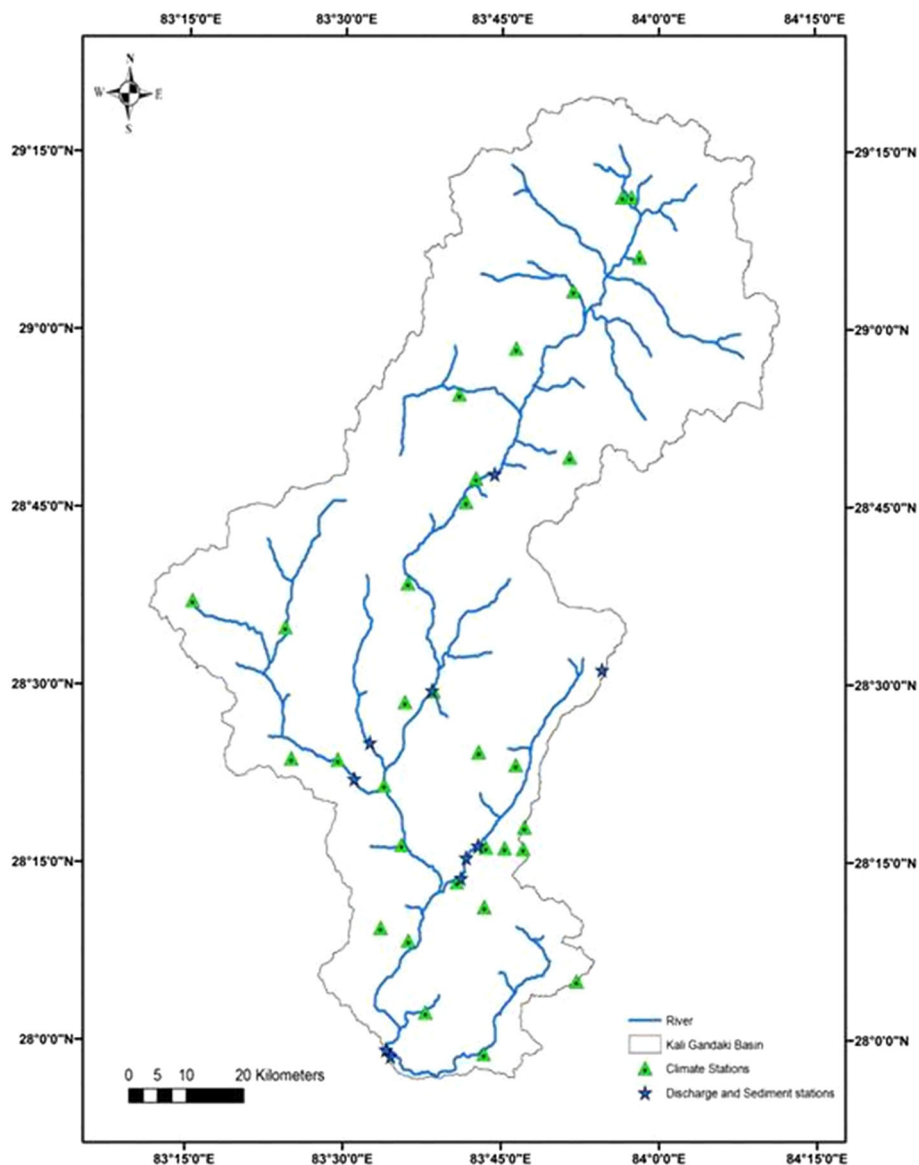 83°15'0"E 83°30'0"E 83°45'0"E 84°0'0"E 84°15'0"E
N
W E
S
29°15'0"N 29°15'0"N
29°0'0"N 29°0'0"N
28°45'0"N 28°45'0"N
28°30'0"N 28°30'0"N
28°15'0"N 28°15'0"N
28°0'0"N 28°0'0"N
River
Kali Gandaki Basin
Climate Stations
Discharge and Sediment stations
0 5 10 20 Kilometers
83°15'0"E 83°30'0"E 83°45'0"E 84°0'0"E 84°15'0"E